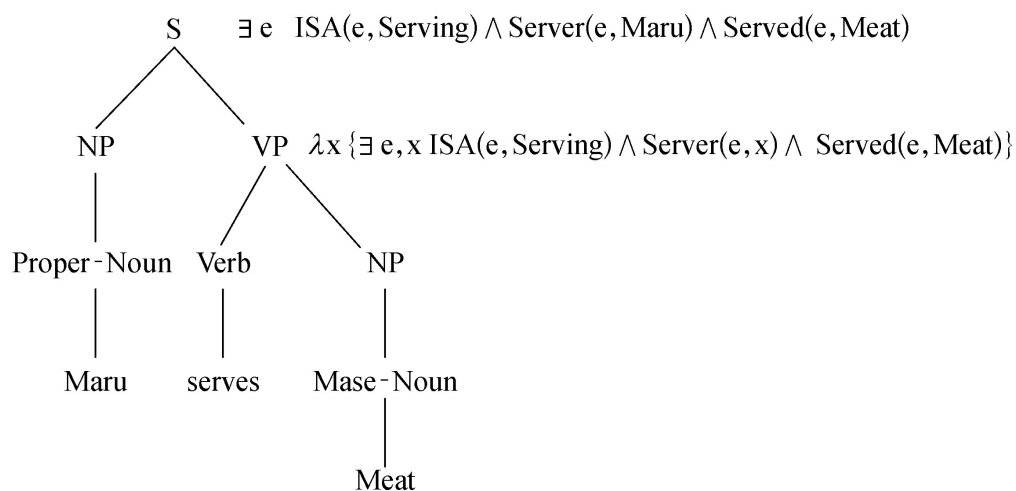 S ∃ e ISA(e, Serving) ∧ Server(e, Maru) ∧ Served(e, Meat)
NP VP λx {∃ e, x ISA(e, Serving) ∧ Server(e, x) ∧ Served(e, Meat)}
Proper-Noun Verb NP
Maru serves Mase-Noun
Meat